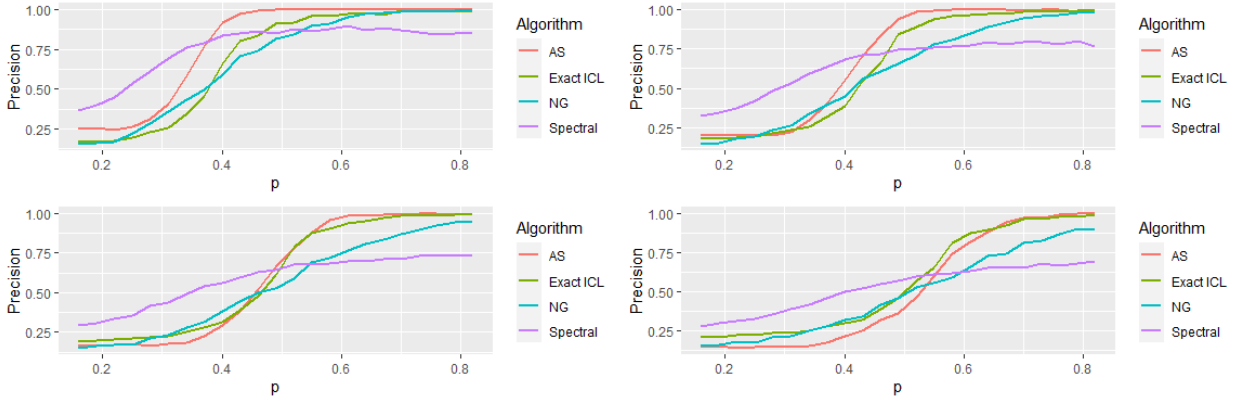 Precision
1.00
0.75
0.50
0.25
0.2
0.4
0.6
0.8
p
Algorithm
AS
Exact ICL
NG
Spectral
Precision
1.00
0.75
0.50
0.25
0.2
0.4
0.6
0.8
p
Algorithm
AS
Exact ICL
NG
Spectral
Precision
1.00
0.75
0.50
0.25
0.2
0.4
0.6
0.8
p
Algorithm
AS
Exact ICL
NG
Spectral
Precision
1.00
0.75
0.50
0.25
0.2
0.4
0.6
0.8
p
Algorithm
AS
Exact ICL
NG
Spectral